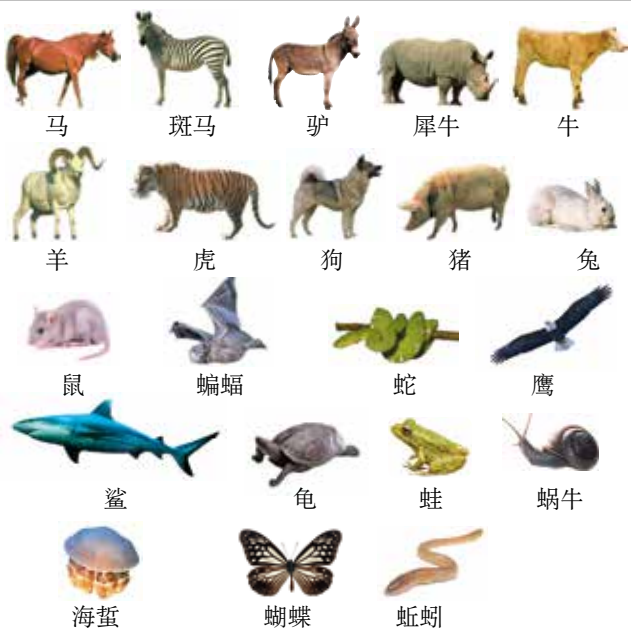 马 斑马 驴 犀牛 牛
羊 虎 狗 猪 兔
鼠 蝙蝠 蛇 鹰
鲨 龟 蛙 蜗牛
海蜇 蝴蝶 蚯蚓